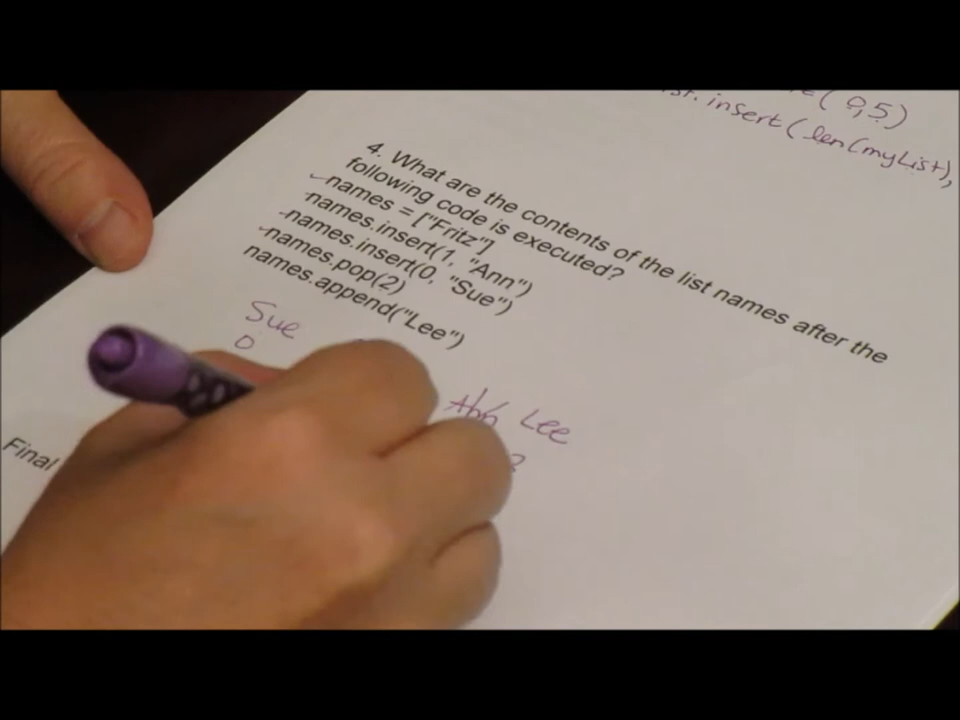 ( 0,5)
insert (len(myList),
4. What are the contents of the list names after the
following code is executed?
names = ["Fritz"]
names.insert(1, "Ann")
names.insert(0, "Sue")
names.pop(2)
names.append("Lee")
Sue Ann Lee
0 2
Final